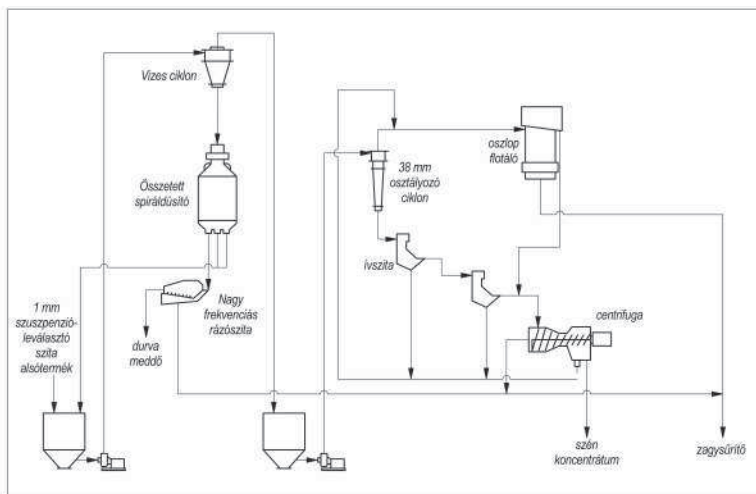 Vizes ciklon
Összetett
spiráldúsító
1 mm
szuszpenzió-
leválasztó
szita
alsótermék
durva
meddő
Nagy
frekvenciás
rázószita
38 mm
osztályozó
ciklon
oszlop
flotáló
ívszita
centrifuga
szén
koncentrátum
zagysűrítő